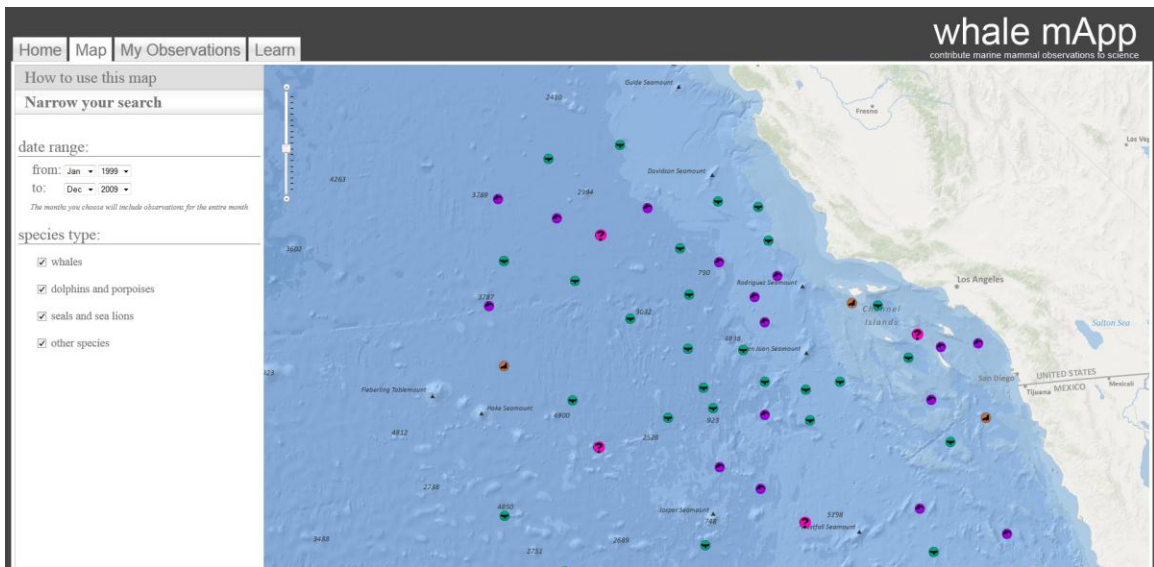 whale mApp
contribute marine mammal observations to science
Home Map My Observations Learn
How to use this map
Narrow your search
date range:
from: Jan 1999
to: Dec 2009
The months you choose will include observations for the entire month
species type:
whales
dolphins and porpoises
seals and sea lions
other species
Guide Seamount
2410
Fresno
Las Veg
Davidson Seamount
4263
3789
2984
?
3602
790
Rodriguez Seamount
Los Angeles
3787
3032
Channel
Islands
Salton Sea
?
San Juan Seamount
923
San Diego
UNITED STATES
MEXICO
Tijuana
Mexicali
Fieberling Tablemount
Hoke Seamount
4900
923
4812
2528
?
2738
4850
Jasper Seamount
748
?
Westfall Seamount
3488
2751
2669